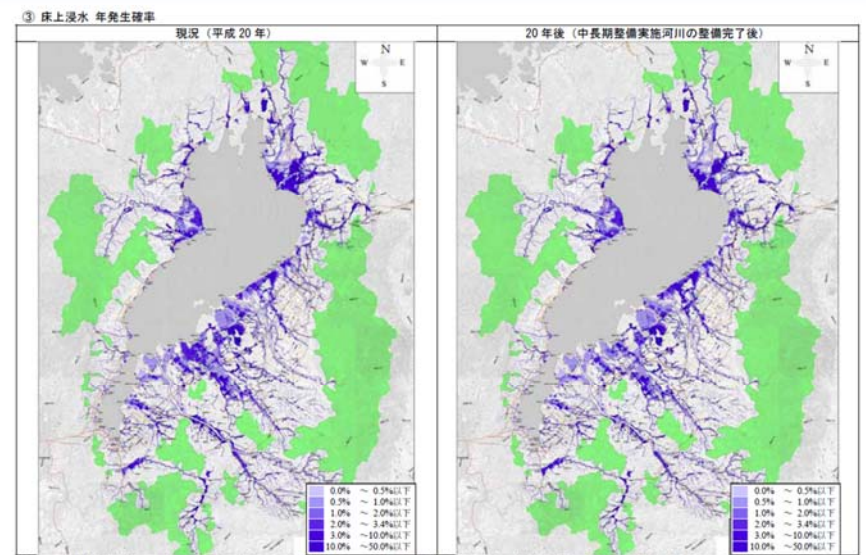 ③ 床上浸水 年発生確率
現況（平成20年）
20年後（中長期整備実施河川の整備完了後）
N
W E
S
N
W E
S
0.0% ～ 0.5%以下
0.5% ～ 1.0%以下
1.0% ～ 2.0%以下
2.0% ～ 3.4%以下
3.0% ～10.0%以下
10.0% ～50.0%以下
0.0% ～ 0.5%以下
0.5% ～ 1.0%以下
1.0% ～ 2.0%以下
2.0% ～ 3.4%以下
3.0% ～10.0%以下
10.0% ～50.0%以下